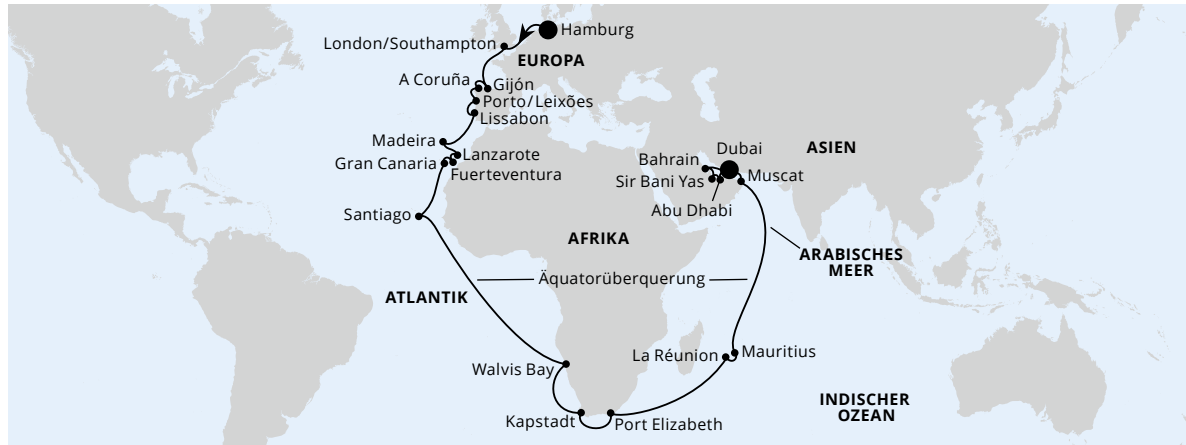 Hamburg
London/Southampton
EUROPA
A Coruña
Gijón
Porto/Leixões
Lissabon
Madeira
Lanzarote
Gran Canaria
Fuerteventura
Dubai
ASIEN
Bahrain
Sir Bani Yas
Muscat
Abu Dhabi
Santiago
AFRIKA
ARABISCHES
MEER
Äquatorüberquerung
ATLANTIK
La Réunion
Mauritius
Walvis Bay
INDISCHER
OZEAN
Kapstadt
Port Elizabeth